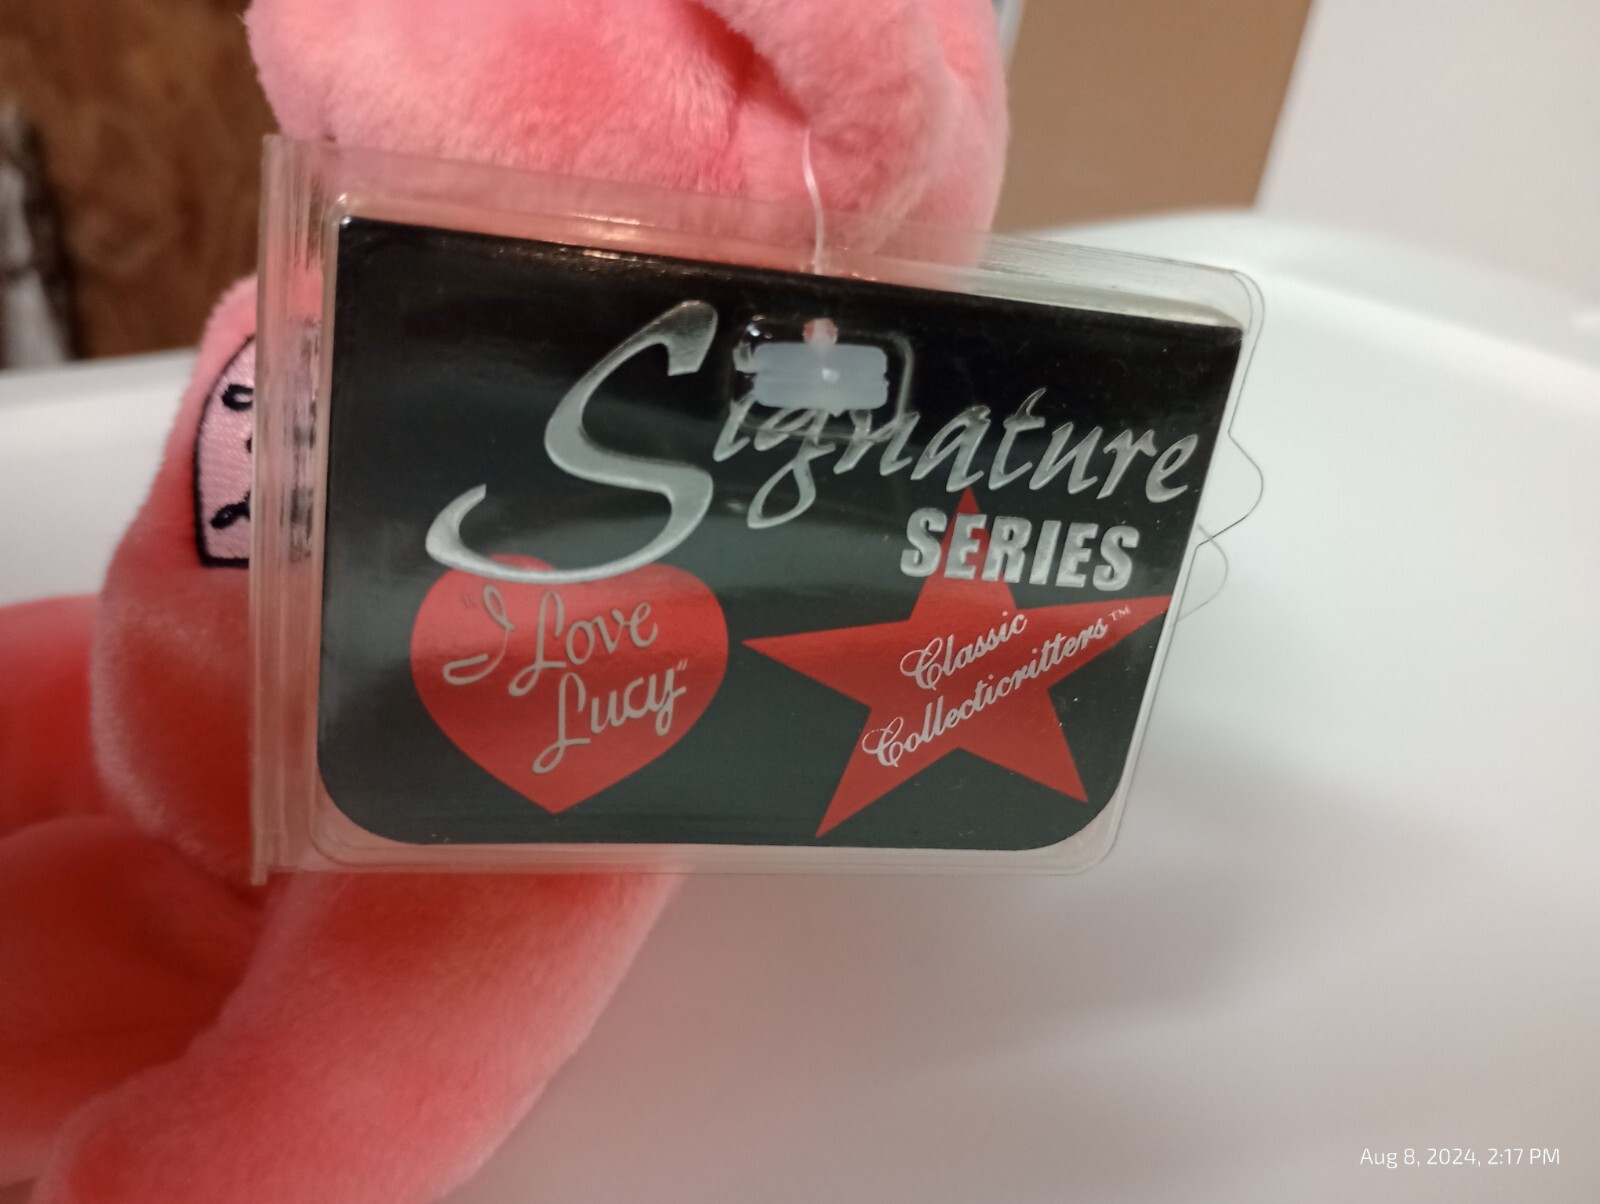 Signature
SERIES
"I Love
Lucy"
Classic
Collecticritters™
Aug 8, 2024, 2:17 PM